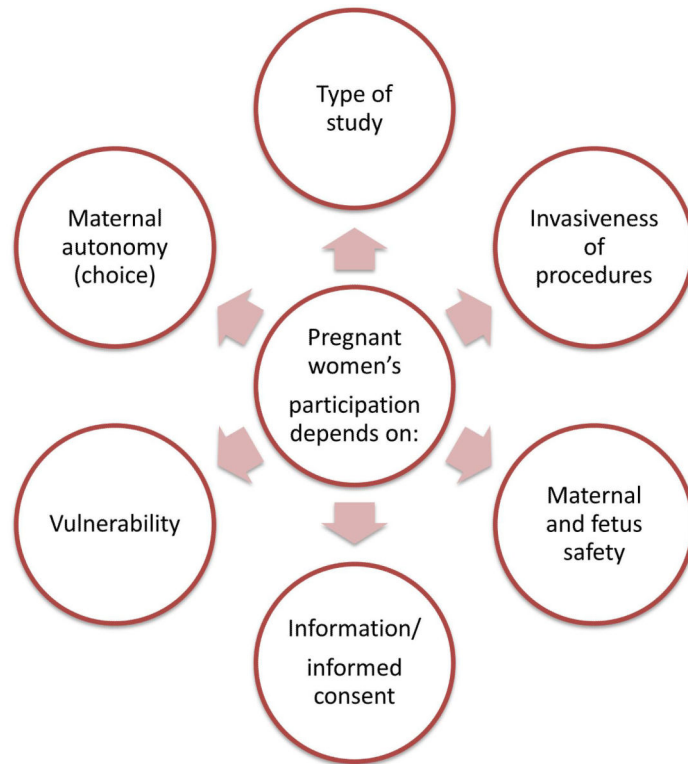 Type of
study
Maternal
autonomy
(choice)
Invasiveness
of
procedures
Pregnant
women’s
participation
depends on:
Vulnerability
Maternal
and fetus
safety
Information/
informed
consent